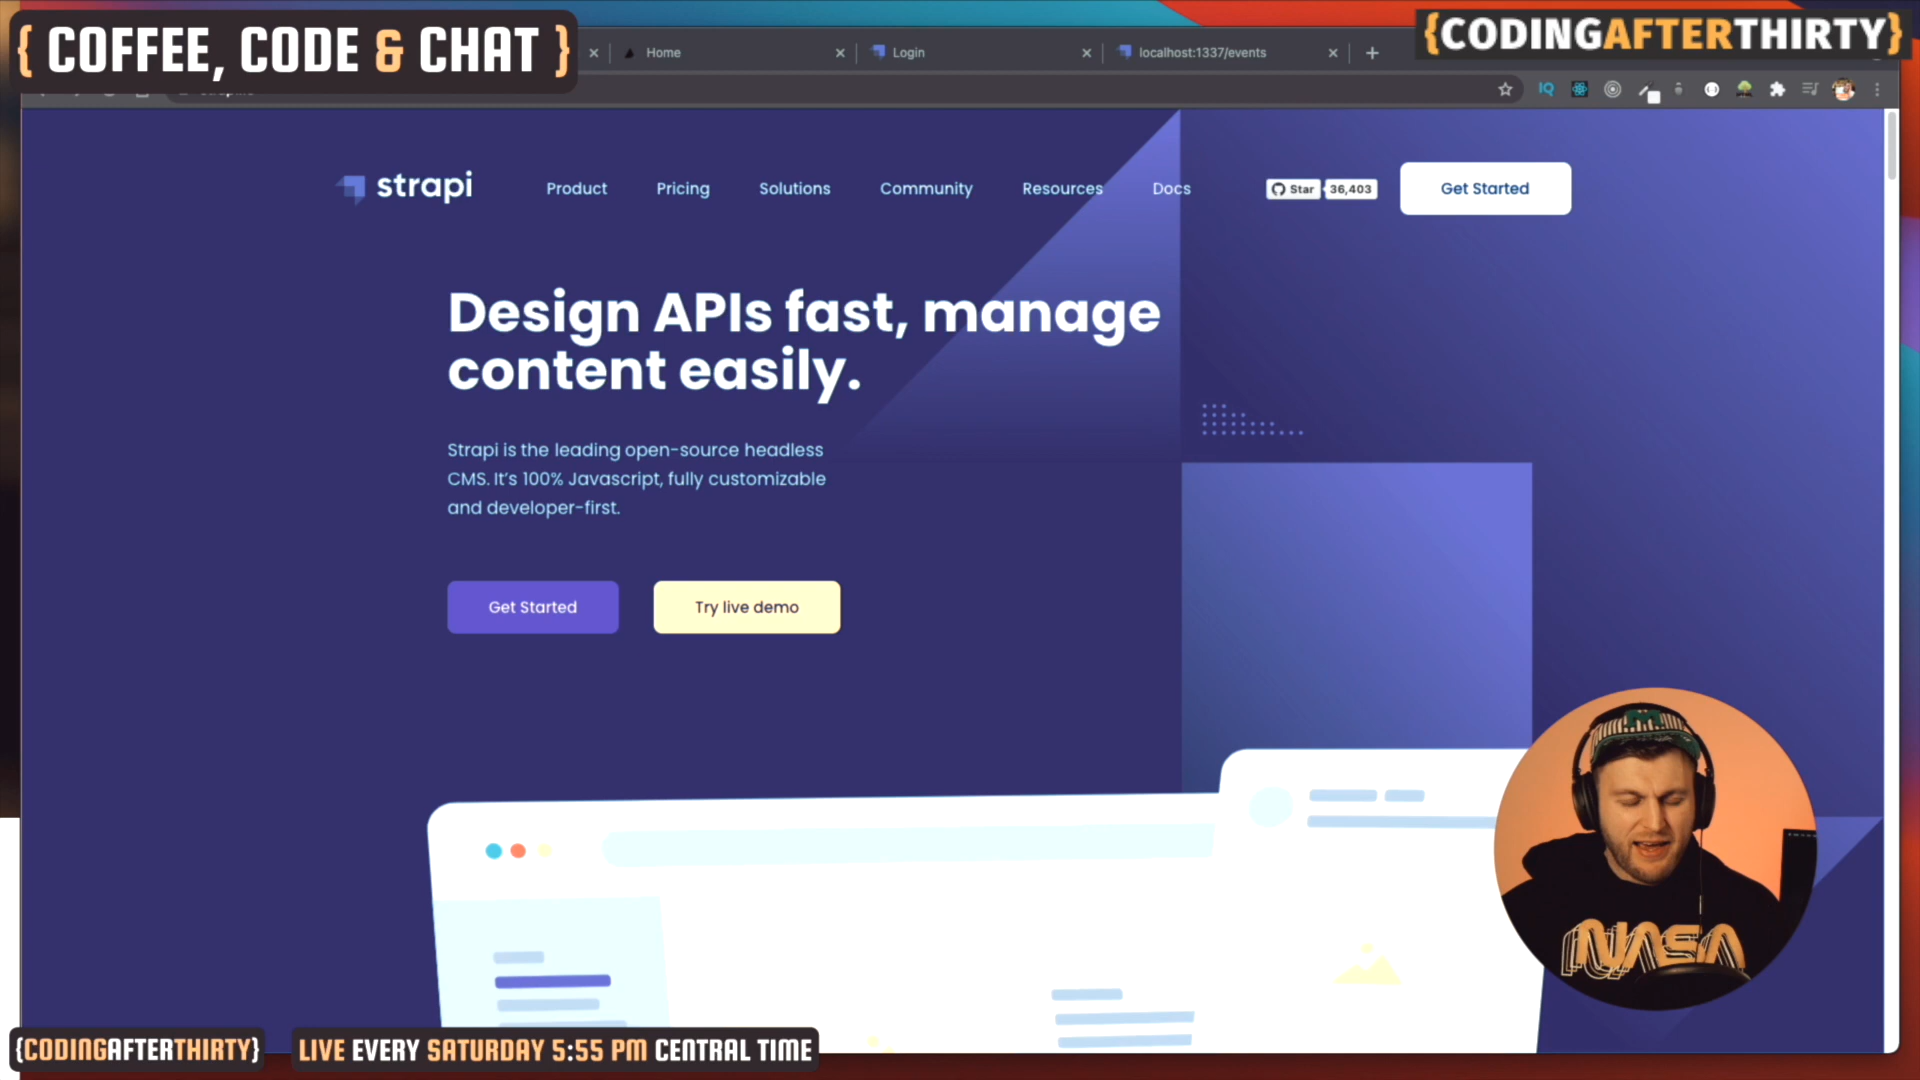 { COFFEE, CODE & CHAT }
Home
Login
localhost:1337/events
{CODINGAFTERTHIRTY}
IQ
strapi
Product
Pricing
Solutions
Community
Resources
Docs
Star
36,403
Get Started
Design APIs fast, manage
content easily.
Strapi is the leading open-source headless
CMS. It's 100% Javascript, fully customizable
and developer-first.
Get Started
Try live demo
NASA
{CODINGAFTERTHIRTY}
LIVE EVERY SATURDAY 5:55 PM CENTRAL TIME